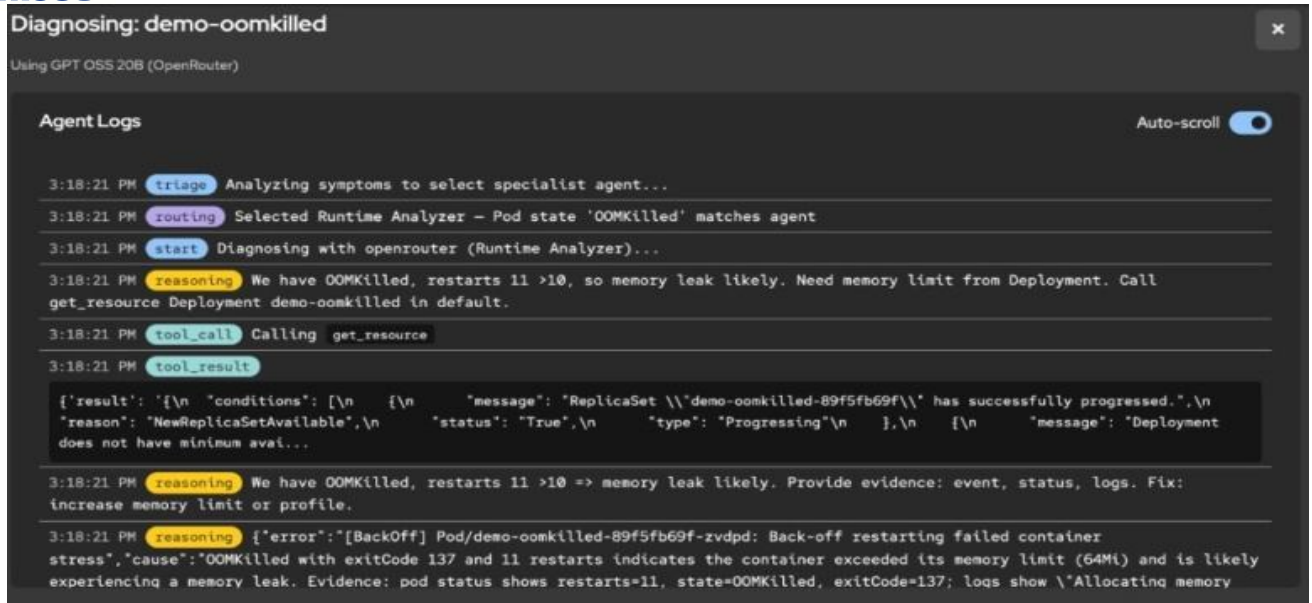 Diagnosing: demo-oomkilled
×
Using GPT OSS 20B (OpenRouter)
Agent Logs
Auto-scroll
3:18:21 PM triage Analyzing symptoms to select specialist agent...
3:18:21 PM routing Selected Runtime Analyzer – Pod state 'OOMKilled' matches agent
3:18:21 PM start Diagnosing with openrouter (Runtime Analyzer)...
3:18:21 PM reasoning We have OOMKilled, restarts 11 >10, so memory leak likely. Need memory limit from Deployment. Call
get_resource Deployment demo-oomkilled in default.
3:18:21 PM tool_call Calling get_resource
3:18:21 PM tool_result
{'result': '{\n "conditions": [\n {\n "message": "ReplicaSet \\"demo-oomkilled-89f5fb69f\\" has successfully progressed.",\n
"reason": "NewReplicaSetAvailable",\n "status": "True",\n "type": "Progressing"\n },\n {\n "message": "Deployment
does not have minimum avai...
3:18:21 PM reasoning We have OOMKilled, restarts 11 >10 => memory leak likely. Provide evidence: event, status, logs. Fix:
increase memory limit or profile.
3:18:21 PM reasoning {"error":"[BackOff] Pod/demo-oomkilled-89f5fb69f-zvdpd: Back-off restarting failed container
stress","cause":"OOMKilled with exitCode 137 and 11 restarts indicates the container exceeded its memory limit (64Mi) and is likely
experiencing a memory leak. Evidence: pod status shows restarts=11, state=OOMKilled, exitCode=137; logs show \"Allocating memory